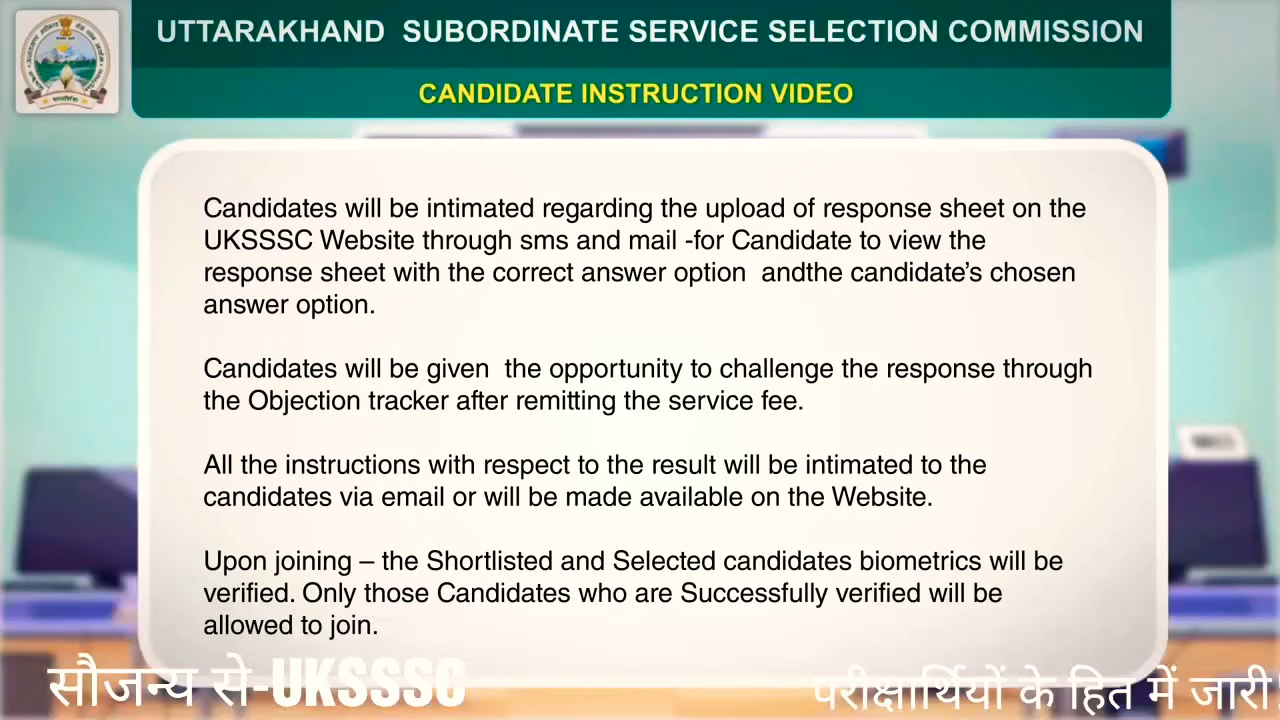 UTTARAKHAND  SUBORDINATE SERVICE SELECTION COMMISSION
CANDIDATE INSTRUCTION VIDEO
Candidates will be intimated regarding the upload of response sheet on the
UKSSSC Website through sms and mail -for Candidate to view the
response sheet with the correct answer option  andthe candidate’s chosen
answer option.
Candidates will be given  the opportunity to challenge the response through
the Objection tracker after remitting the service fee.
All the instructions with respect to the result will be intimated to the
candidates via email or will be made available on the Website.
Upon joining – the Shortlisted and Selected candidates biometrics will be
verified. Only those Candidates who are Successfully verified will be
allowed to join.
सौजन्य से-UKSSSC
परीक्षार्थियों के हित में जारी!